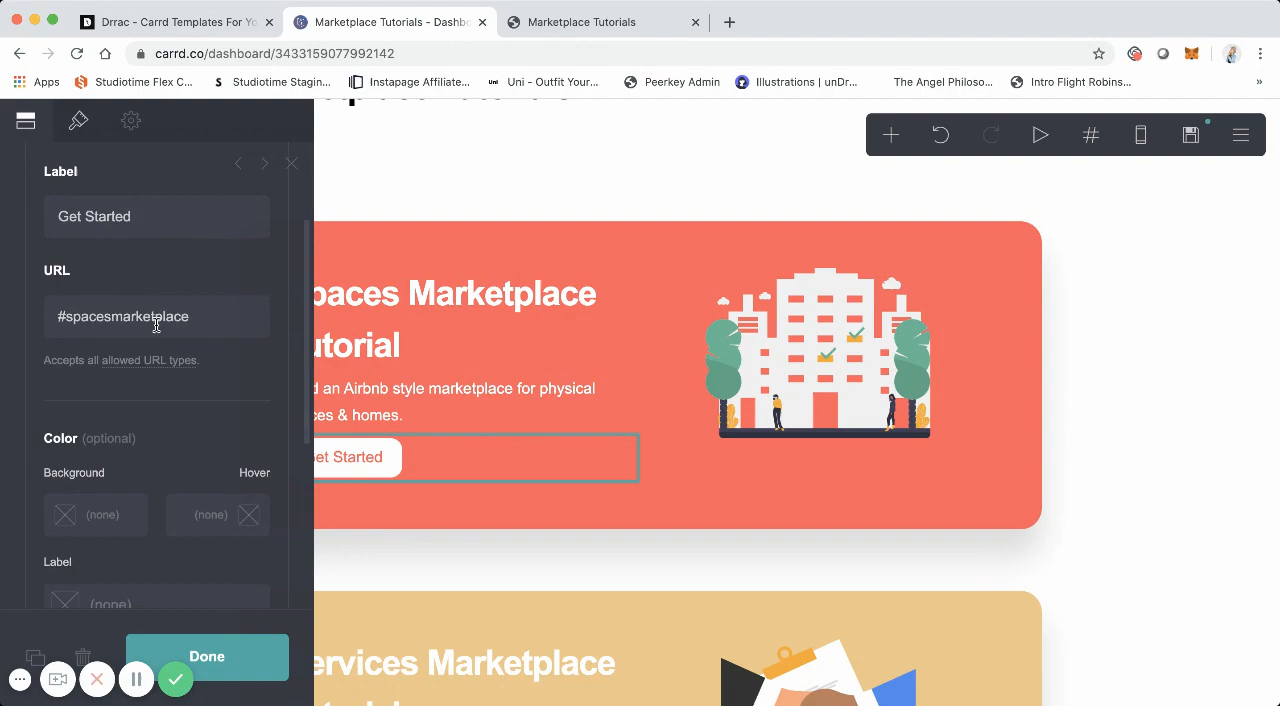 Drrac - Carrd Templates For Yo
Marketplace Tutorials - Dashbo
Marketplace Tutorials
carrd.co/dashboard/3433159077992142
Apps
Studiotime Flex C...
Studiotime Stagin...
Instapage Affiliate...
Uni - Outfit Your...
Peerkey Admin
Illustrations | unDr...
The Angel Philoso...
Intro Flight Robins...
»
Label
Get Started
URL
#spacesmarketplace
Accepts all allowed URL types.
Color (optional)
Background
Hover
(none)
(none)
Label
(none)
Done
paces Marketplace
utorial
d an Airbnb style marketplace for physical
ces & homes.
et Started
ervices Marketplace